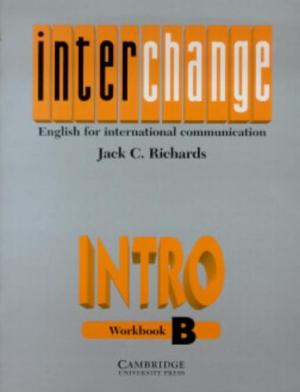 interchange
English for international communication
Jack C. Richards
INTRO
Workbook B
CAMBRIDGE
UNIVERSITY PRESS